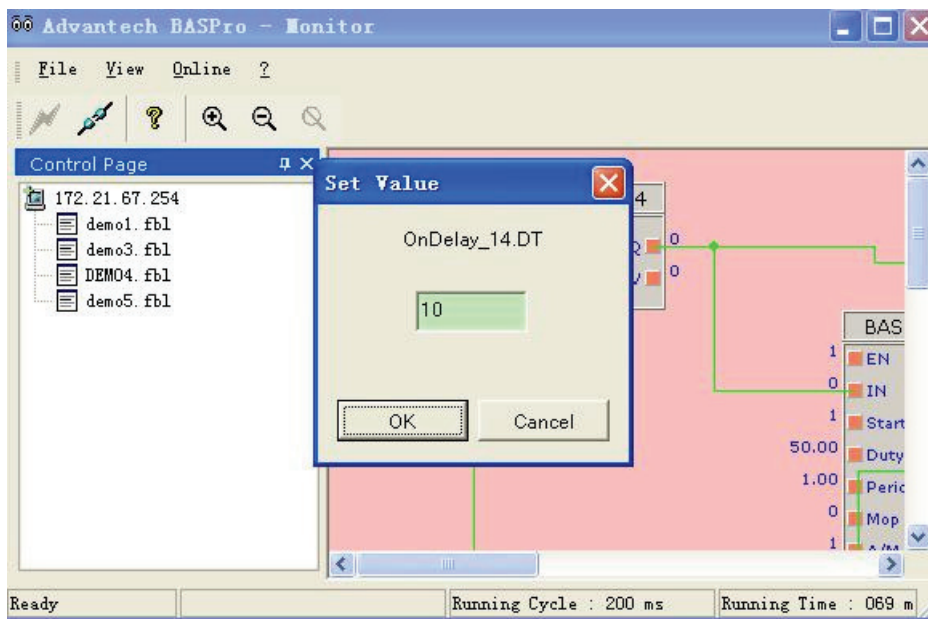 Advantech BASPro - Monitor
File View Online ?
Control Page
172.21.67.254
demo1.fbl
demo3.fbl
DEMO4.fbl
demo5.fbl
Set Value
OnDelay_14.DT
10
OK Cancel
4
0
0
BAS
1 EN
0 IN
1 Start
50.00 Duty
1.00 Peric
0 Mop
1 A/M
Ready
Running Cycle : 200 ms
Running Time : 069 m